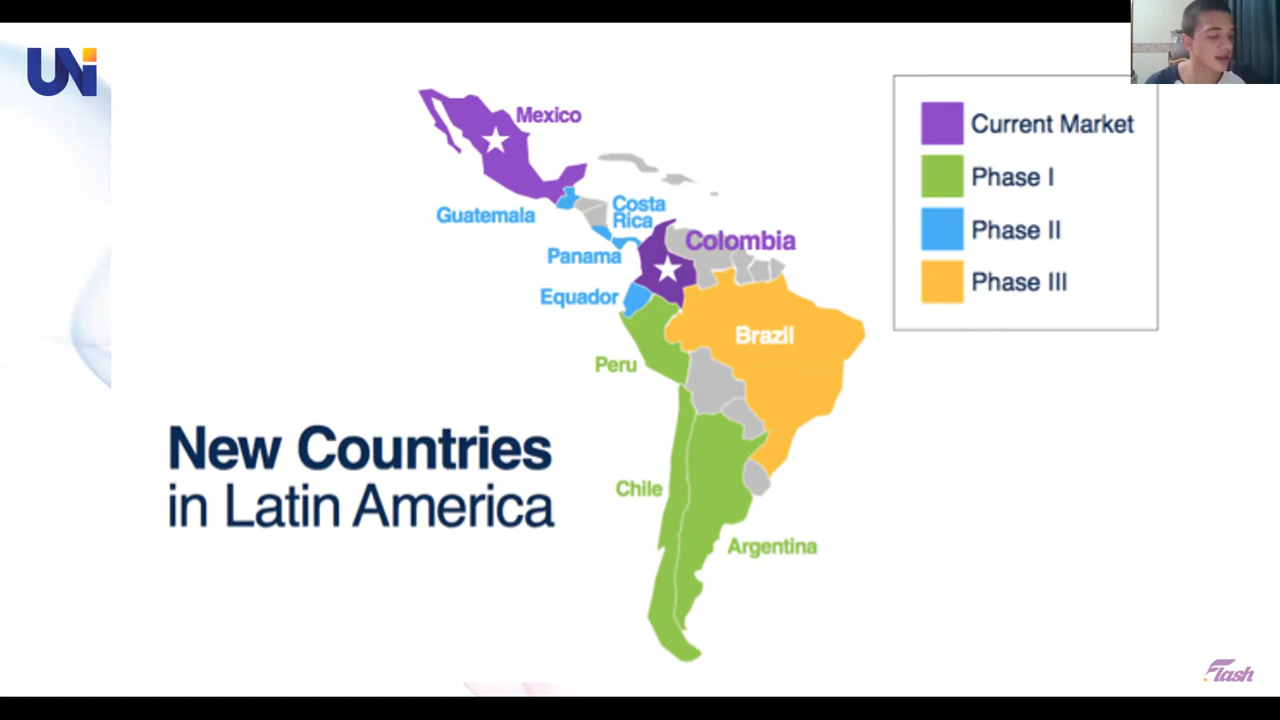 UNi
Mexico
Current Market
Phase I
Guatemala
Costa
Rica
Phase II
Colombia
Panama
Phase III
Equador
Brazil
Peru
New Countries
in Latin America
Chile
Argentina
Flash